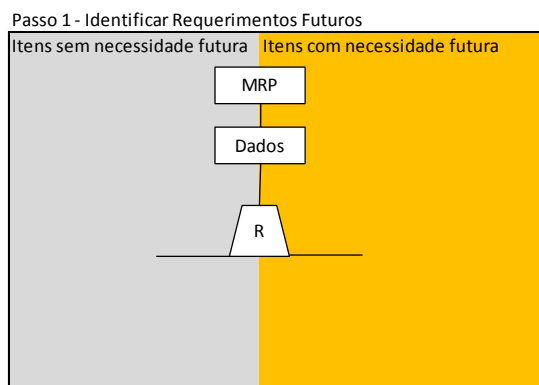 Passo 1 - Identificar Requerimentos Futuros
Itens sem necessidade futura
Itens com necessidade futura
MRP
Dados
R